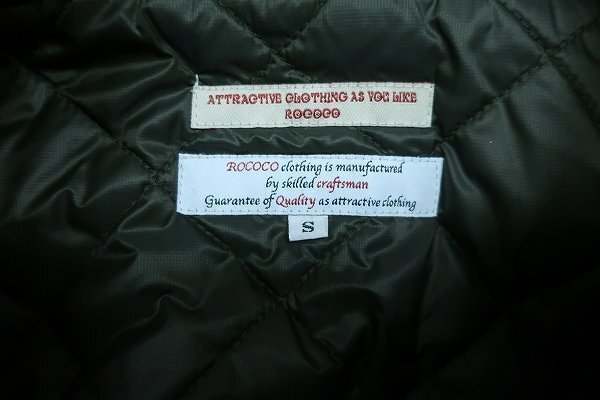 ATTRACTIVE CLOTHING AS YOU LIKE
ROCOCO
ROCOCO clothing is manufactured
by skilled craftsman
Guarantee of Quality as attractive clothing
S